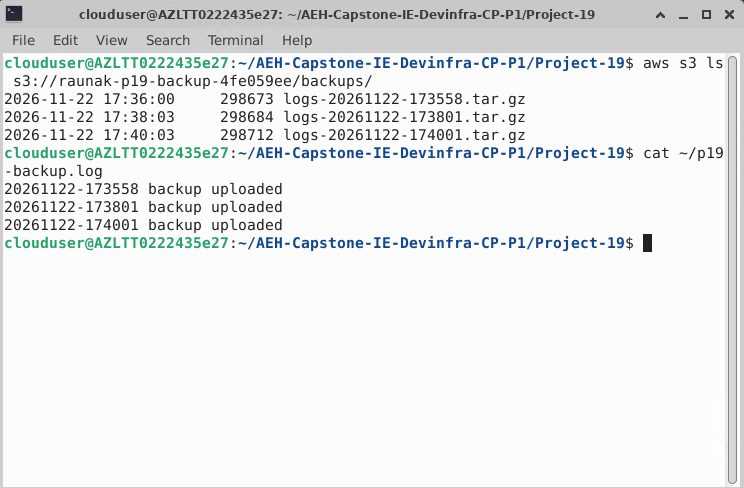 clouduser@AZLTT0222435e27: ~/AEH-Capstone-IE-Devinfra-CP-P1/Project-19
File Edit View Search Terminal Help
clouduser@AZLTT0222435e27:~/AEH-Capstone-IE-Devinfra-CP-P1/Project-19$ aws s3 ls
 s3://raunak-p19-backup-4fe059ee/backups/
2026-11-22 17:36:00     298673 logs-20261122-173558.tar.gz
2026-11-22 17:38:03     298684 logs-20261122-173801.tar.gz
2026-11-22 17:40:03     298712 logs-20261122-174001.tar.gz
clouduser@AZLTT0222435e27:~/AEH-Capstone-IE-Devinfra-CP-P1/Project-19$ cat ~/p19
-backup.log
20261122-173558 backup uploaded
20261122-173801 backup uploaded
20261122-174001 backup uploaded
clouduser@AZLTT0222435e27:~/AEH-Capstone-IE-Devinfra-CP-P1/Project-19$